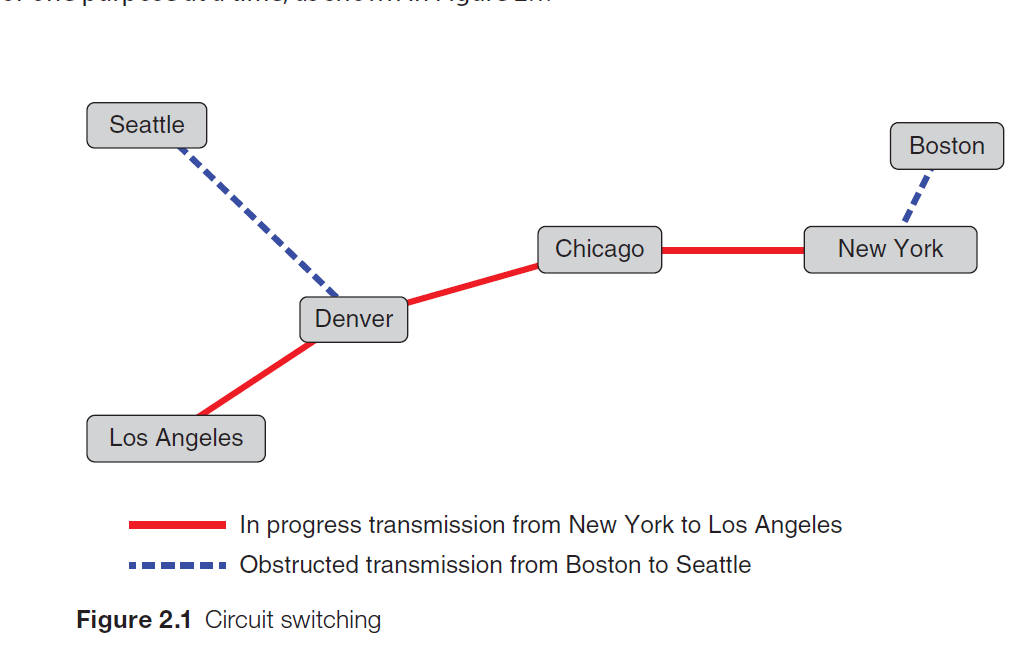 Seattle
Boston
Chicago
New York
Denver
Los Angeles
In progress transmission from New York to Los Angeles
Obstructed transmission from Boston to Seattle
Figure 2.1 Circuit switching